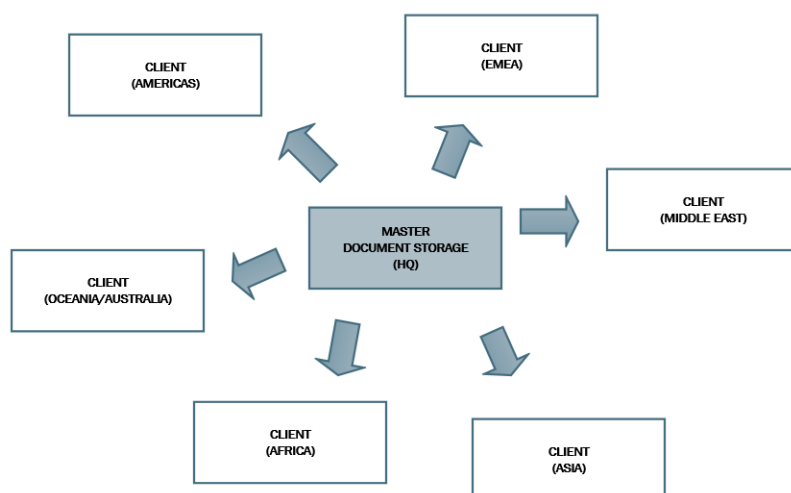 CLIENT
(AMERICAS)
CLIENT
(EMEA)
CLIENT
(MIDDLE EAST)
MASTER
DOCUMENT STORAGE
(HQ)
CLIENT
(OCEANIA/AUSTRALIA)
CLIENT
(AFRICA)
CLIENT
(ASIA)